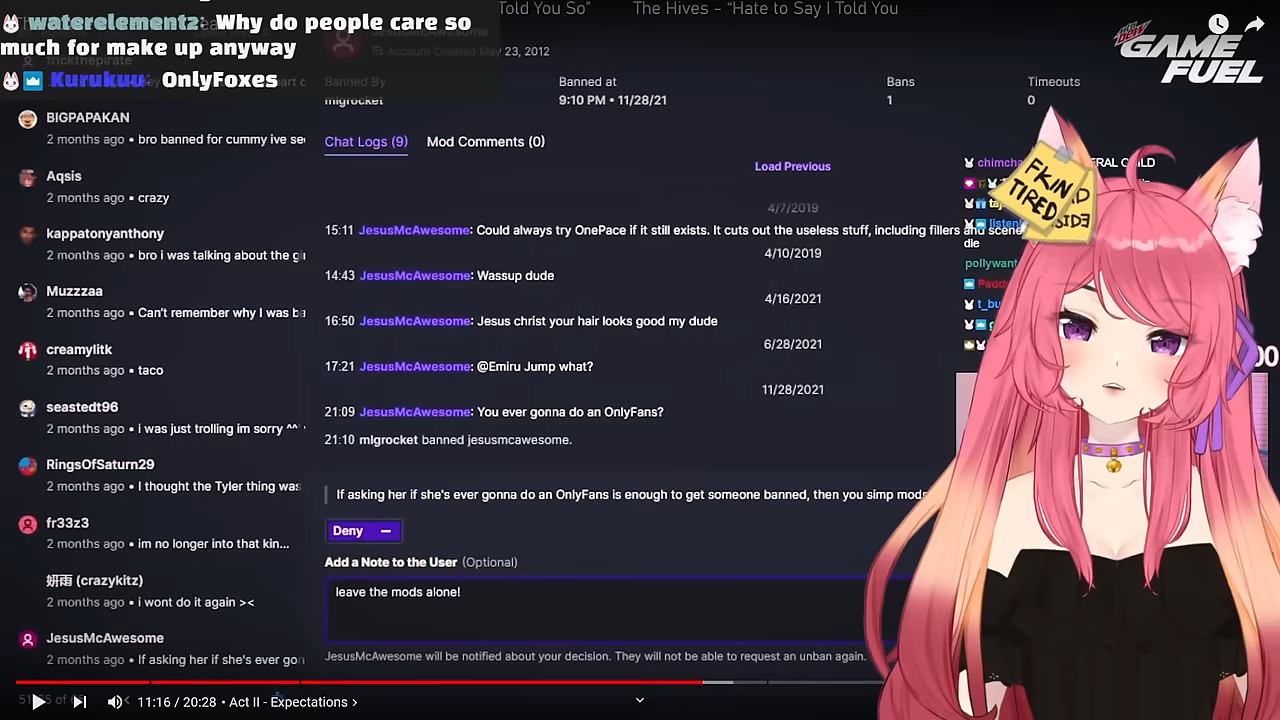 Told You So”
The Hives - “Hate to Say I Told You
waterelement2: Why do people care so
much for make up anyway
Kurukuu: OnlyFoxes
JesusMcAwesome
Account Created May 23, 2012
trickthepirate
Banned By
mlgrocket
Banned at
9:10 PM • 11/28/21
Bans
1
Timeouts
0
MTN DEW
GAME
FUEL
BIGPAPAKAN
2 months ago • bro banned for cummy ive se
Aqsis
2 months ago • crazy
kappatonyanthony
2 months ago • bro i was talking about the gi
Muzzzaa
2 months ago • Can't remember why I was ba
creamylitk
2 months ago • taco
seastedt96
2 months ago • i was just trolling im sorry ^^
RingsOfSaturn29
2 months ago • I thought the Tyler thing was
fr33z3
2 months ago • im no longer into that kin...
妍雨 (crazykitz)
2 months ago • i wont do it again ><
JesusMcAwesome
2 months ago • If asking her if she's ever gon
Chat Logs (9)
Mod Comments (0)
Load Previous
4/7/2019
15:11 JesusMcAwesome: Could always try OnePace if it still exists. It cuts out the useless stuff, including fillers and scene
4/10/2019
14:43 JesusMcAwesome: Wassup dude
4/16/2021
16:50 JesusMcAwesome: Jesus christ your hair looks good my dude
6/28/2021
17:21 JesusMcAwesome: @Emiru Jump what?
11/28/2021
21:09 JesusMcAwesome: You ever gonna do an OnlyFans?
21:10 mlgrocket banned jesusmcawesome.
If asking her if she's ever gonna do an OnlyFans is enough to get someone banned, then you simp mods
Deny
Add a Note to the User (Optional)
leave the mods alone!
JesusMcAwesome will be notified about your decision. They will not be able to request an unban again.
chimcha
die
pollywant
Padd
t_bu
FKIN
TIRED
SIDE
00
11:16 / 20:28 • Act II - Expectations